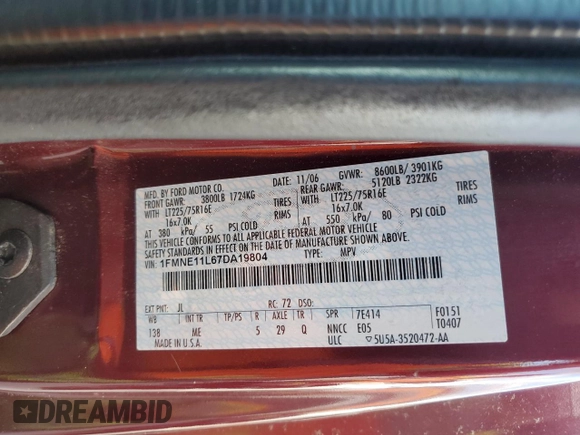 MFD. BY FORD MOTOR CO.
11/06 GVWR: 8600LB/ 3901KG
FRONT GAWR: 3800LB 1724KG
REAR GAWR: 5120LB 2322KG
WITH LT225/75R16E TIRES
WITH LT225/75R16E TIRES
16x7.0K RIMS
16x7.0K RIMS
AT 380 kPa/ 55 PSI COLD
AT 550 kPa/ 80 PSI COLD
THIS VEHICLE CONFORMS TO ALL APPLICABLE FEDERAL MOTOR VEHICLE
SAFETY STANDARDS IN EFFECT ON THE DATE OF MANUFACTURE SHOWN ABOVE.
VIN: 1FMNE11L67DA19804 TYPE: MPV
EXT PNT: JL RC: 72 DSO:
WB INT TR TP/PS R AXLE TR SPR 7E414 F0151
138 ME 5 29 Q NNCC E05 T0407
MADE IN U.S.A. ULC 5U5A-3520472-AA
DREAMBID